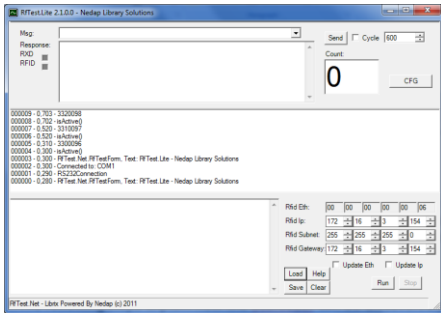 RfTest.Lite 2.1.0.0 - Nedap Library Solutions
Msg:
Send Cycle 600
Response:
RXD
RFID
Count:
0
CFG
000009 - 0,703 - 3320098
000008 - 0,702 - isActive()
000007 - 0,520 - 3310097
000006 - 0,520 - isActive()
000005 - 0,310 - 3300096
000004 - 0,300 - isActive()
000003 - 0,300 - RfTest.Net.RfTestForm, Text: RfTest.Lite - Nedap Library Solutions
000002 - 0,300 - Connected to: COM1
000001 - 0,290 - RS232Connection
000000 - 0,280 - RfTest.Net.RfTestForm, Text: RfTest.Lite - Nedap Library Solutions
Rfid Eth: 00 00 00 00 00 06
Rfid Ip: 172 16 3 154
Rfid Subnet: 255 255 255 0
Rfid Gateway: 172 16 3 154
Update Eth Update Ip
Load Help
Run Stop
Save Clear
RfTest.Net - Librix Powered By Nedap (c) 2011